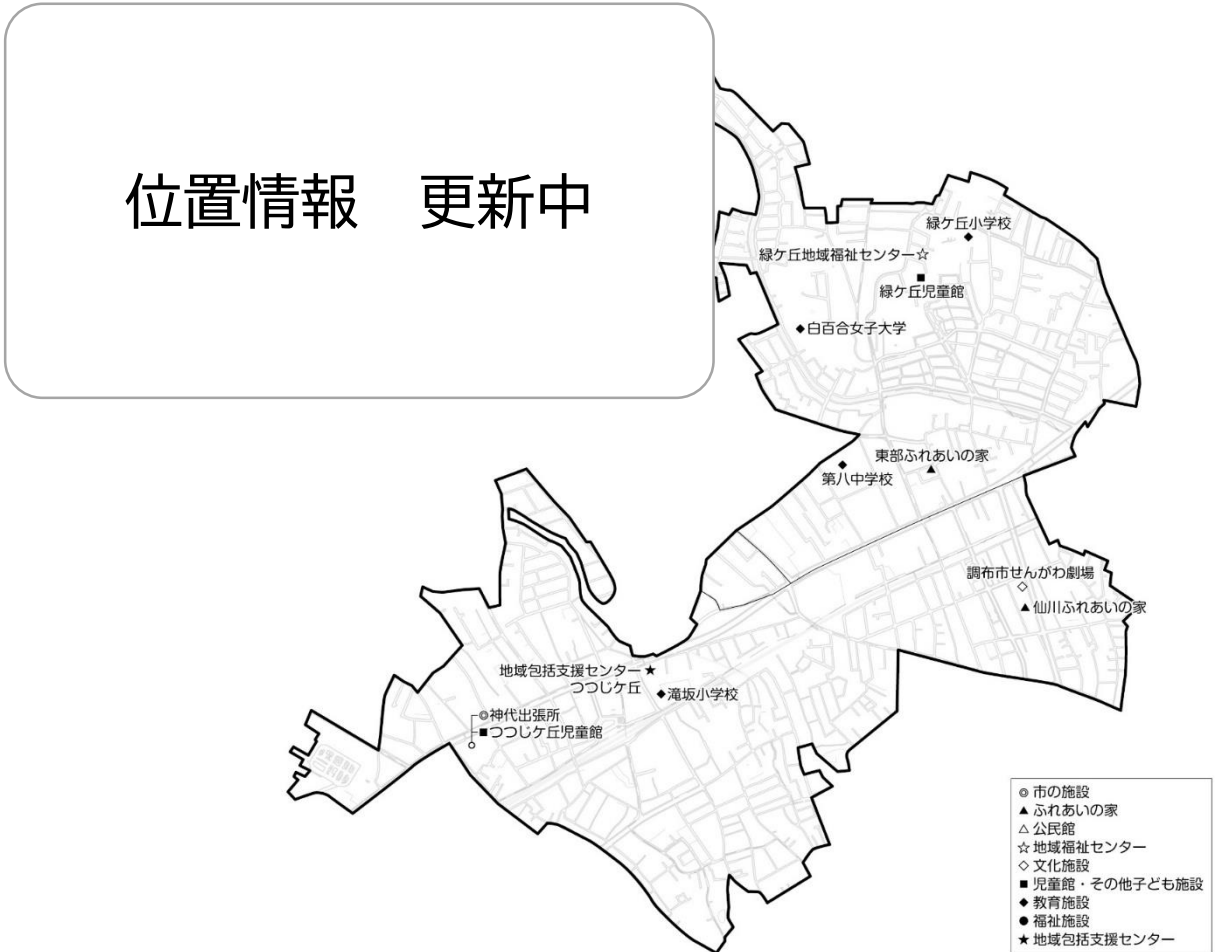 位置情報　更新中
緑ケ丘小学校
緑ケ丘地域福祉センター☆
緑ケ丘児童館
白百合女子大学
東部ふれあいの家
第八中学校
調布市せんがわ劇場
仙川ふれあいの家
地域包括支援センター★
つつじケ丘
滝坂小学校
◎神代出張所
■つつじケ丘児童館
◎ 市の施設
▲ ふれあいの家
△ 公民館
☆ 地域福祉センター
◇ 文化施設
■ 児童館・その他子ども施設
◆ 教育施設
● 福祉施設
★ 地域包括支援センター